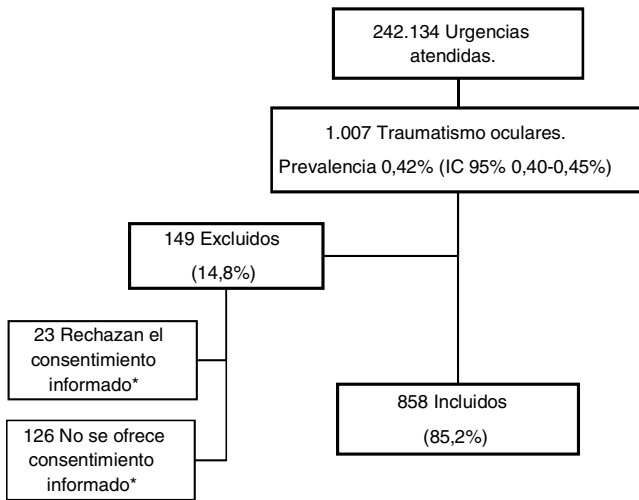 242.134 Urgencias
atendidas.
1.007 Traumatismo oculares.
Prevalencia 0,42% (IC 95% 0,40-0,45%)
149 Excluidos
(14,8%)
23 Rechazan el
consentimiento
informado*
858 Incluidos
(85,2%)
126 No se ofrece
consentimiento
informado*